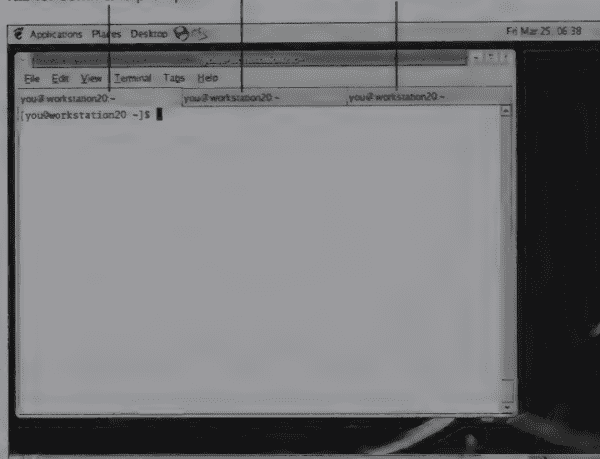 Applications Places Desktop
Fri Mar 25, 06:38
File Edit View Terminal Tabs Help
you@workstation20:~
you@workstation20:~
you@workstation20:~
[you@workstation20 ~]$